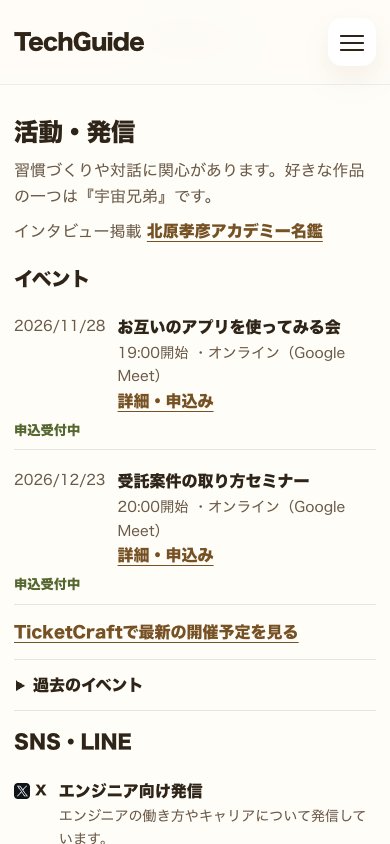 TechGuide
活動・発信
習慣づくりや対話に関心があります。好きな作品
の一つは『宇宙兄弟』です。
インタビュー掲載 北原孝彦アカデミー名鑑
イベント
2026/11/28 お互いのアプリを使ってみる会
19:00開始 ・オンライン（Google
Meet）
詳細・申込み
申込受付中
2026/12/23 受託案件の取り方セミナー
20:00開始 ・オンライン（Google
Meet）
詳細・申込み
申込受付中
TicketCraftで最新の開催予定を見る
▶ 過去のイベント
SNS・LINE
X エンジニア向け発信
エンジニアの働き方やキャリアについて発信して
います。